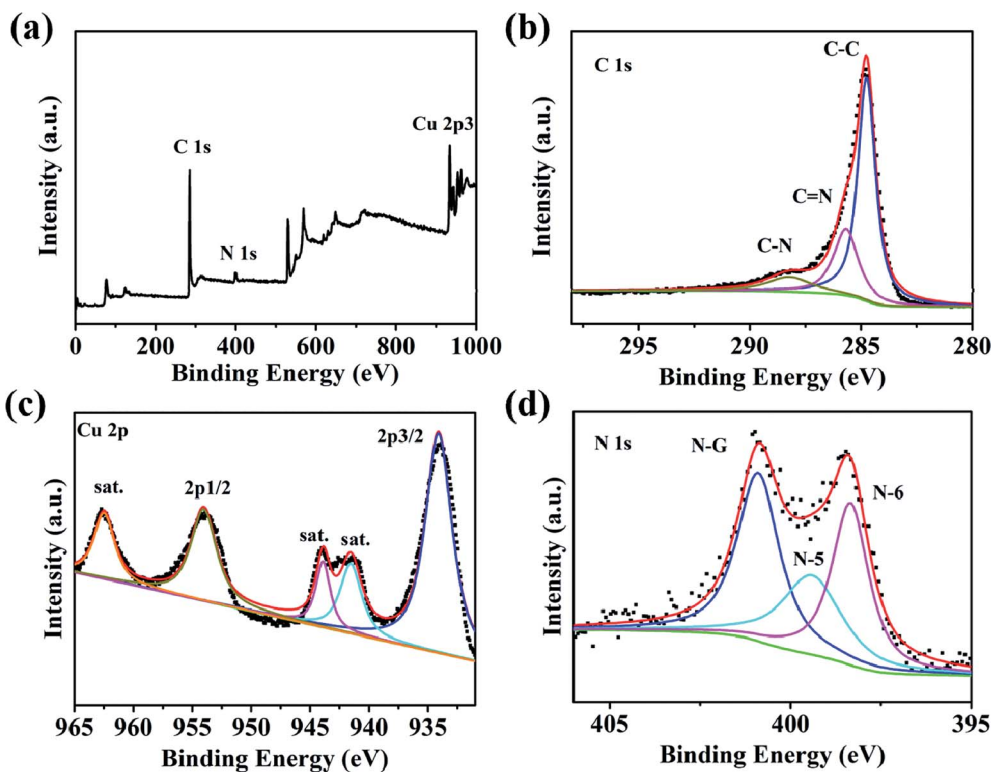 (a)
Intensity (a.u.)
C 1s
N 1s
Cu 2p3
0 200 400 600 800 1000
Binding Energy (eV)
(b)
Intensity (a.u.)
C 1s
C-C
C=N
C-N
295 290 285 280
Binding Energy (eV)
(c)
Intensity (a.u.)
Cu 2p
sat.
2p1/2
sat.
sat.
2p3/2
965 960 955 950 945 940 935
Binding Energy (eV)
(d)
Intensity (a.u.)
N 1s
N-G
N-5
N-6
405 400 395
Binding Energy (eV)